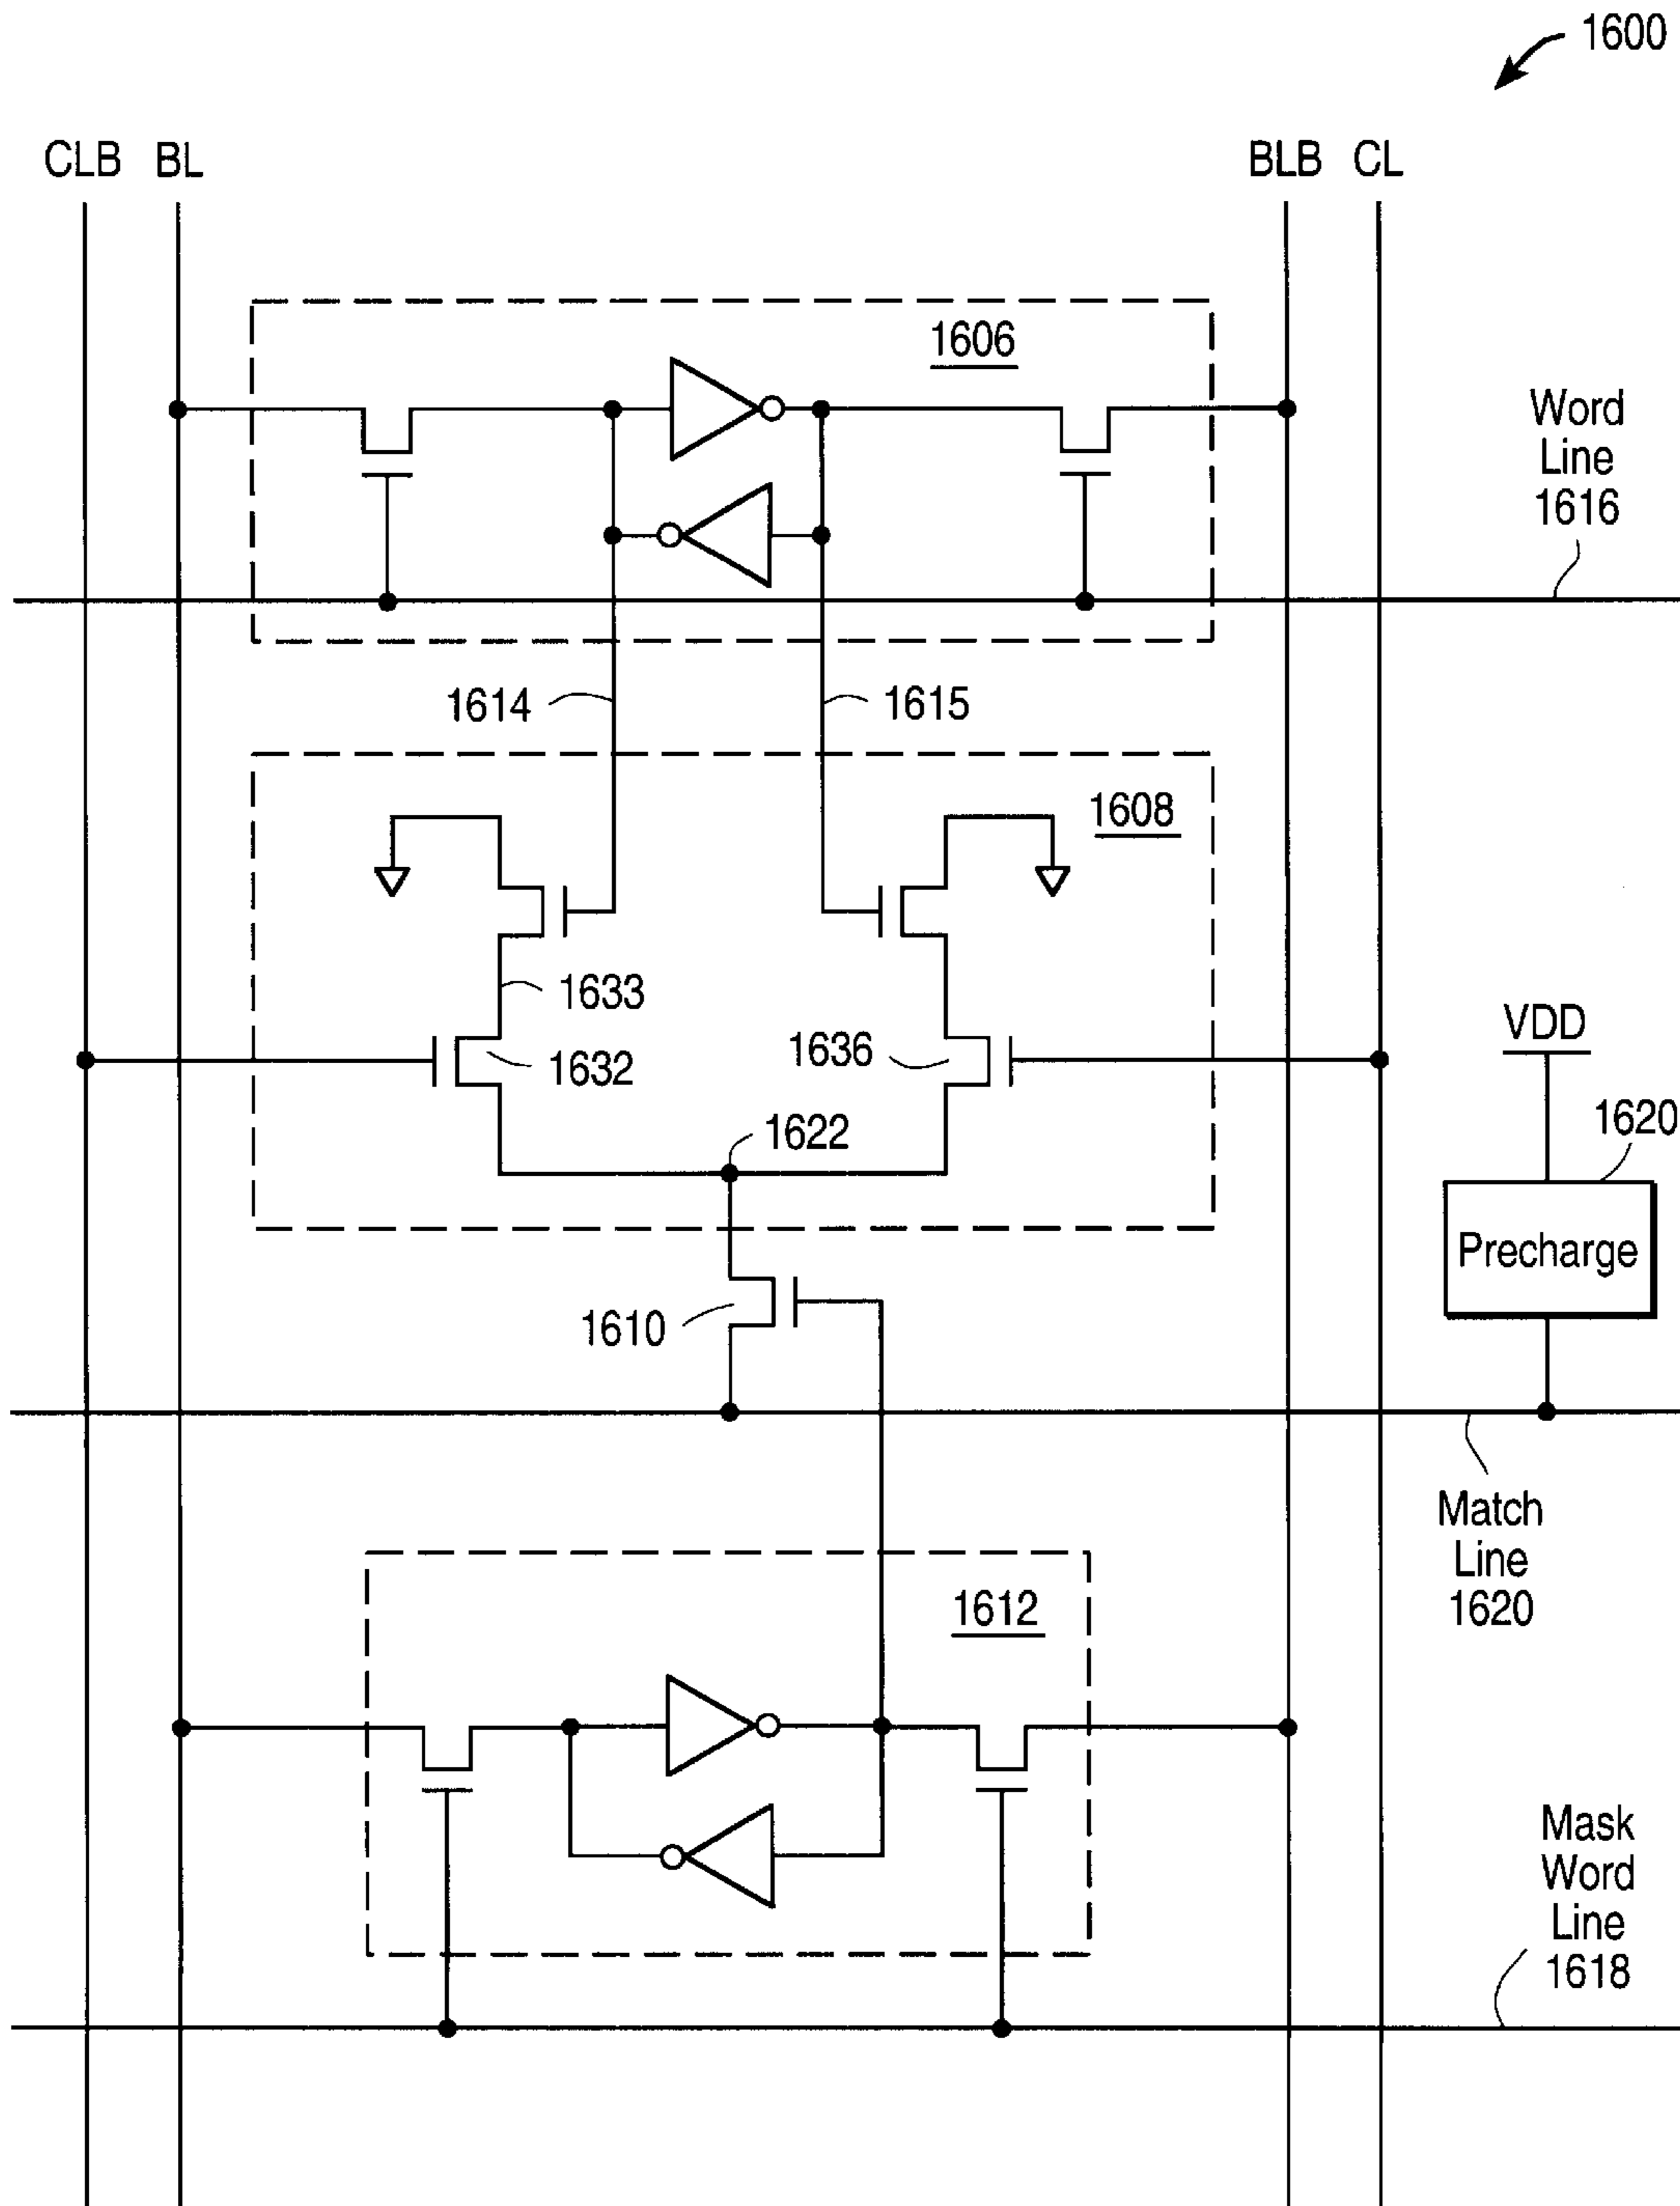 1600
CLB BL BLB CL
1606
Word
Line
1616
1614
1615
1608
1633
1632
1636
VDD
1622
1620
Precharge
1610
Match
Line
1620
1612
Mask
Word
Line
1618